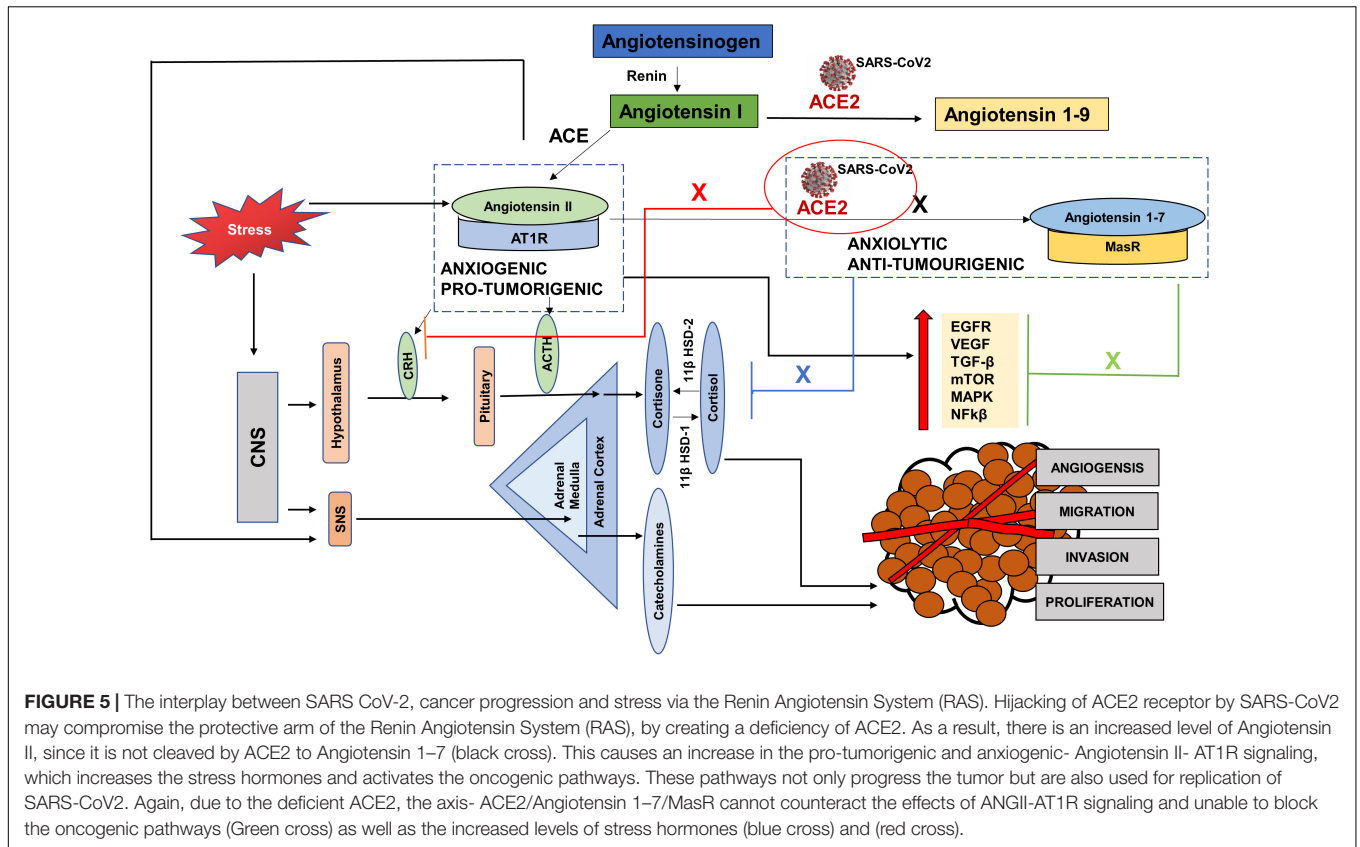 Angiotensinogen
Renin
SARS-CoV2
ACE2
Angiotensin I
Angiotensin 1-9
ACE
SARS-CoV2
X
ACE2
X
Angiotensin II
AT1R
Angiotensin 1-7
MasR
Stress
ANXIOGENIC
PRO-TUMORIGENIC
ANXIOLYTIC
ANTI-TUMOURIGENIC
CRH
ACTH
EGFR
VEGF
TGF-β
mTOR
MAPK
NFkβ
X
X
CNS
Hypothalamus
Pituitary
Cortisone
11β HSD-2
11β HSD-1
Cortisol
SNS
Adrenal
Medulla
Adrenal Cortex
Catecholamines
ANGIOGENSIS
MIGRATION
INVASION
PROLIFERATION
FIGURE 5 | The interplay between SARS CoV-2, cancer progression and stress via the Renin Angiotensin System (RAS). Hijacking of ACE2 receptor by SARS-CoV2
may compromise the protective arm of the Renin Angiotensin System (RAS), by creating a deficiency of ACE2. As a result, there is an increased level of Angiotensin
II, since it is not cleaved by ACE2 to Angiotensin 1–7 (black cross). This causes an increase in the pro-tumorigenic and anxiogenic- Angiotensin II- AT1R signaling,
which increases the stress hormones and activates the oncogenic pathways. These pathways not only progress the tumor but are also used for replication of
SARS-CoV2. Again, due to the deficient ACE2, the axis- ACE2/Angiotensin 1–7/MasR cannot counteract the effects of ANGII-AT1R signaling and unable to block
the oncogenic pathways (Green cross) as well as the increased levels of stress hormones (blue cross) and (red cross).